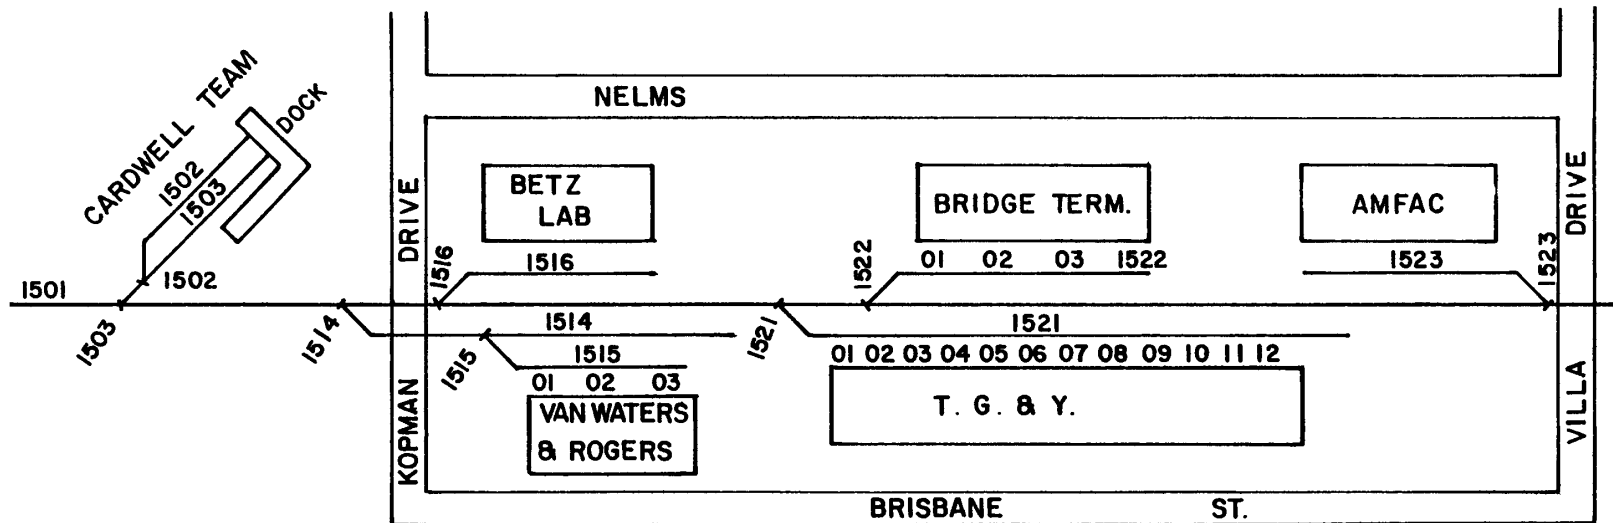 NELMS
CARDWELL TEAM
DOCK
1502
1503
DRIVE
BETZ
LAB
BRIDGE TERM.
AMFAC
DRIVE
1516
1516
1522
01 02 03 1522
1523
1523
1501
1502
1503
1514
1514
1515
1515
01 02 03
1521
1521
01 02 03 04 05 06 07 08 09 10 11 12
KOPMAN
VAN WATERS
& ROGERS
T. G. & Y.
VILLA
BRISBANE ST.